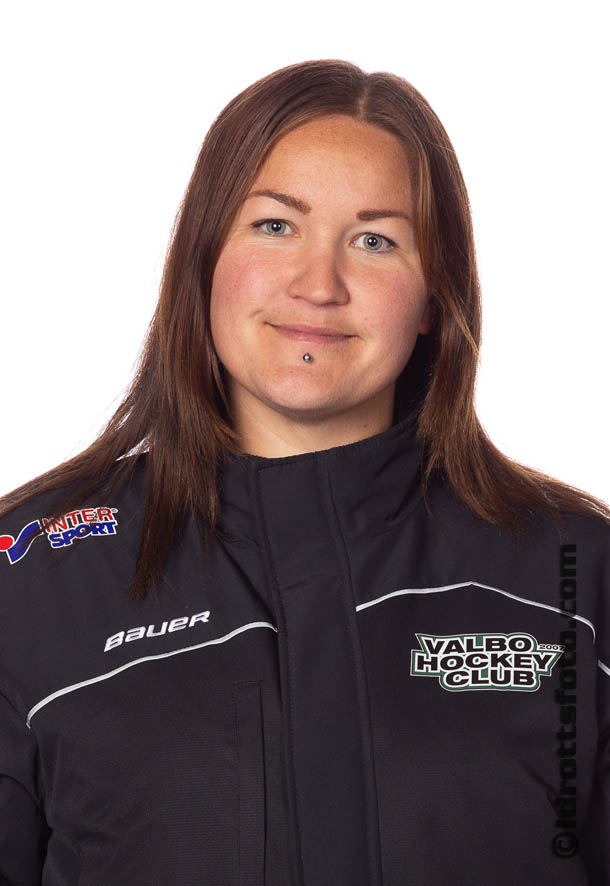 INTER
SPORT
BAUER
VALBO
HOCKEY 2007
CLUB
© idrottsfoto.com